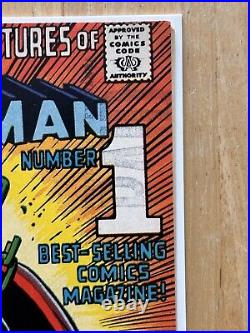 TURES of
APPROVED
BY THE
COMICS
CODE
CA
AUTHORITY
MAN
NUMBER
1
BEST-SELLING
COMICS
MAGAZINE!